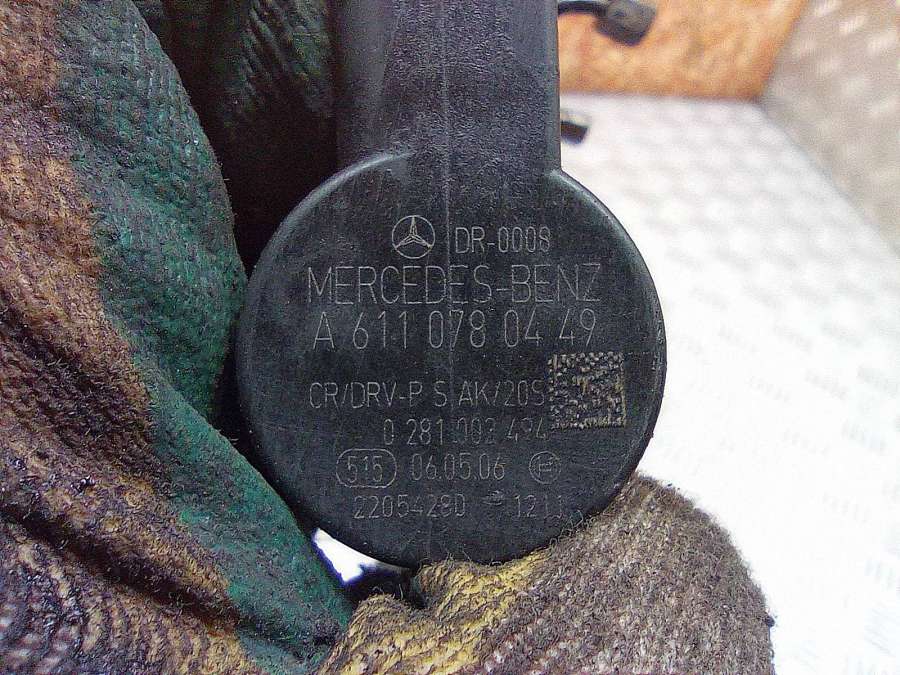 DR-0008
MERCEDES-BENZ
A 611 078 04 49
CR/DRV-P S AK/20S
0 281 002 494
515 06.05.06
2205428D 1211